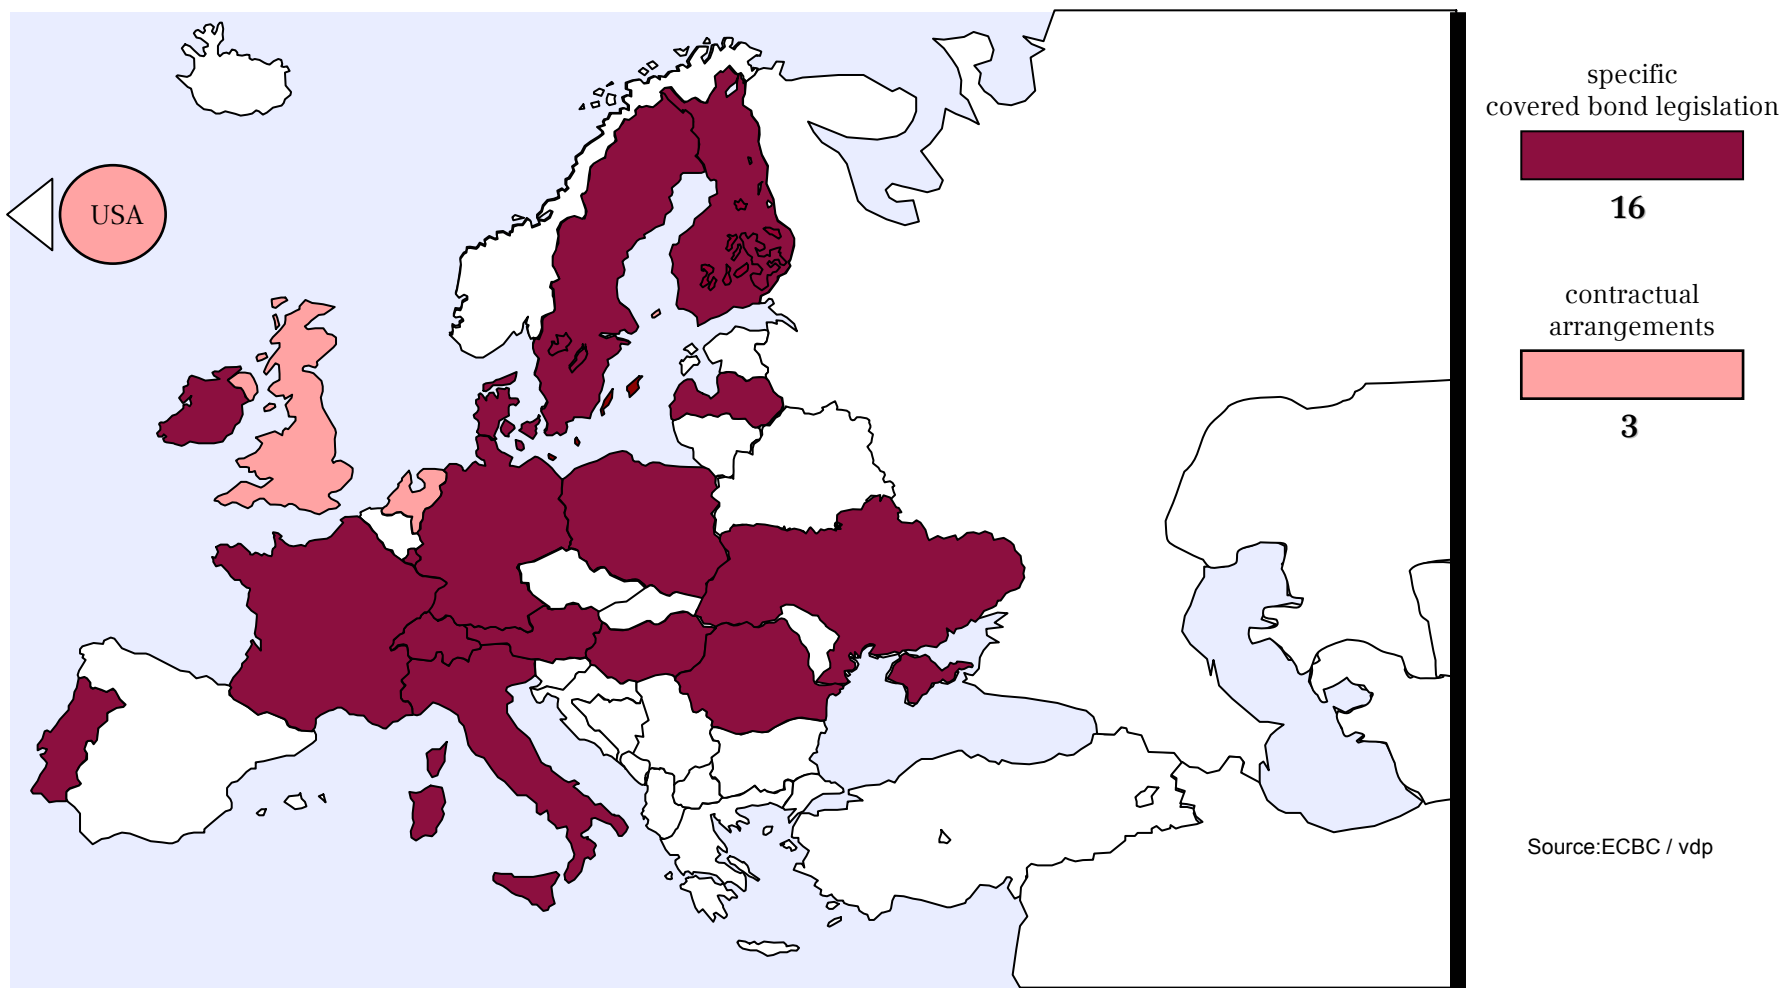 specific
covered bond legislation
16
USA
contractual
arrangements
3
Source:ECBC / vdp